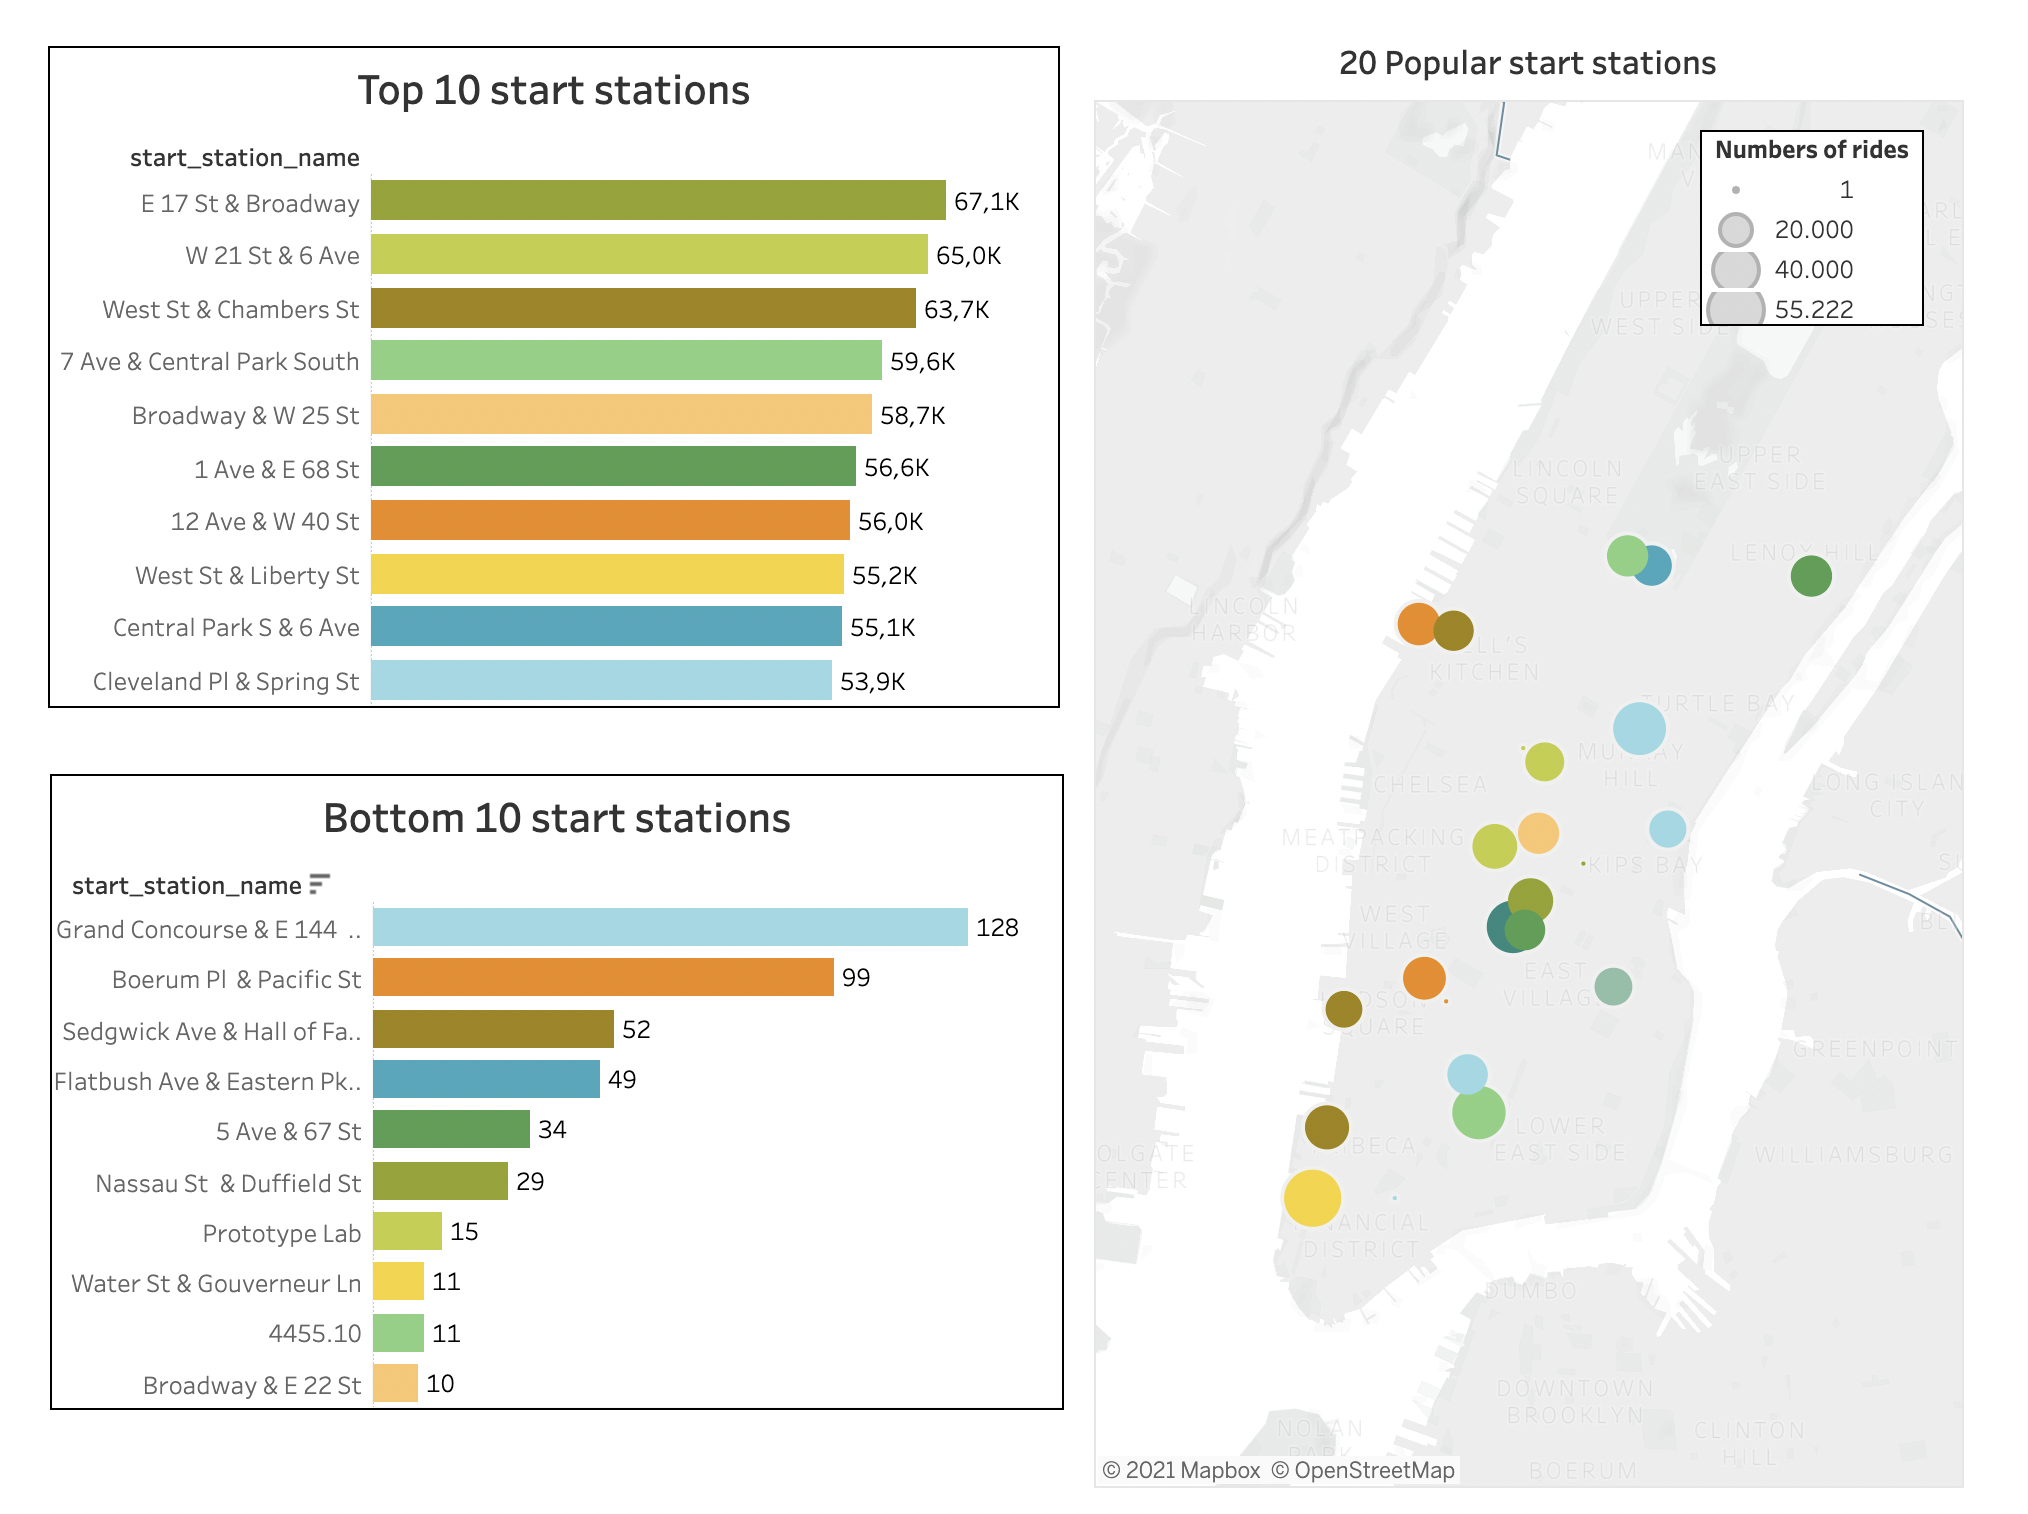 Top 10 start stations
start_station_name
E 17 St & Broadway 67,1K
W 21 St & 6 Ave 65,0K
West St & Chambers St 63,7K
7 Ave & Central Park South 59,6K
Broadway & W 25 St 58,7K
1 Ave & E 68 St 56,6K
12 Ave & W 40 St 56,0K
West St & Liberty St 55,2K
Central Park S & 6 Ave 55,1K
Cleveland Pl & Spring St 53,9K
Bottom 10 start stations
start_station_name
Grand Concourse & E 144 .. 128
Boerum Pl & Pacific St 99
Sedgwick Ave & Hall of Fa.. 52
Flatbush Ave & Eastern Pk.. 49
5 Ave & 67 St 34
Nassau St & Duffield St 29
Prototype Lab 15
Water St & Gouverneur Ln 11
4455.10 11
Broadway & E 22 St 10
20 Popular start stations
Numbers of rides
1
20.000
40.000
55.222
UPPER
WEST SIDE
UPPER
EAST SIDE
LINCOLN
SQUARE
LENOX HILL
LINCOLN
HARBOR
KITCHEN
TURTLE BAY
MURRAY
HILL
CHELSEA
LONG ISLAN
CITY
MEATPACKING
DISTRICT
KIPS BAY
WEST
VILLAGE
EAST
VILLAGE
SQUARE
GREENPOINT
LOWER
EAST SIDE
WILLIAMSBURG
OLGATE
CENTER
FINANCIAL
DISTRICT
DUMBO
DOWNTOWN
BROOKLYN
CLINTON
HILL
NOLAN
PARK
BOERUM
© 2021 Mapbox © OpenStreetMap